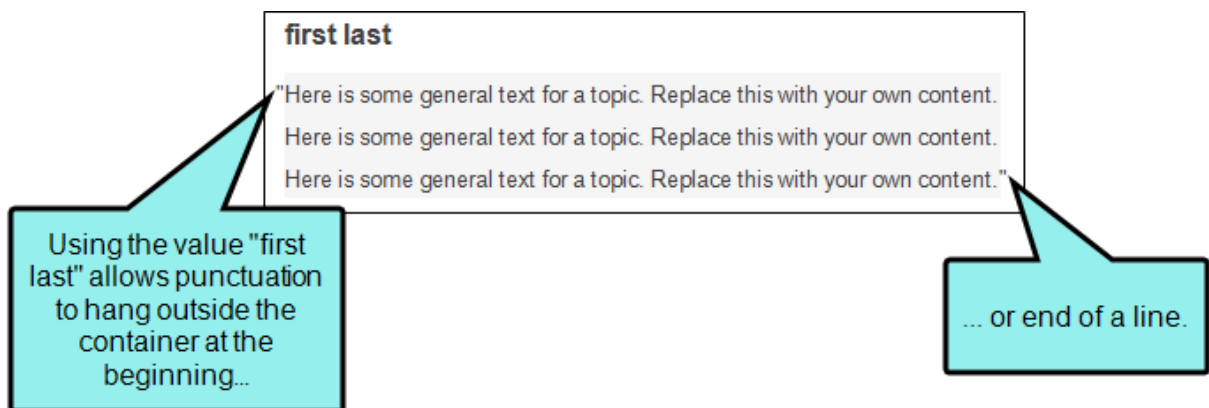 first last
"Here is some general text for a topic. Replace this with your own content.
Here is some general text for a topic. Replace this with your own content.
Here is some general text for a topic. Replace this with your own content."
Using the value "first
last" allows punctuation
to hang outside the
container at the
beginning...
... or end of a line.